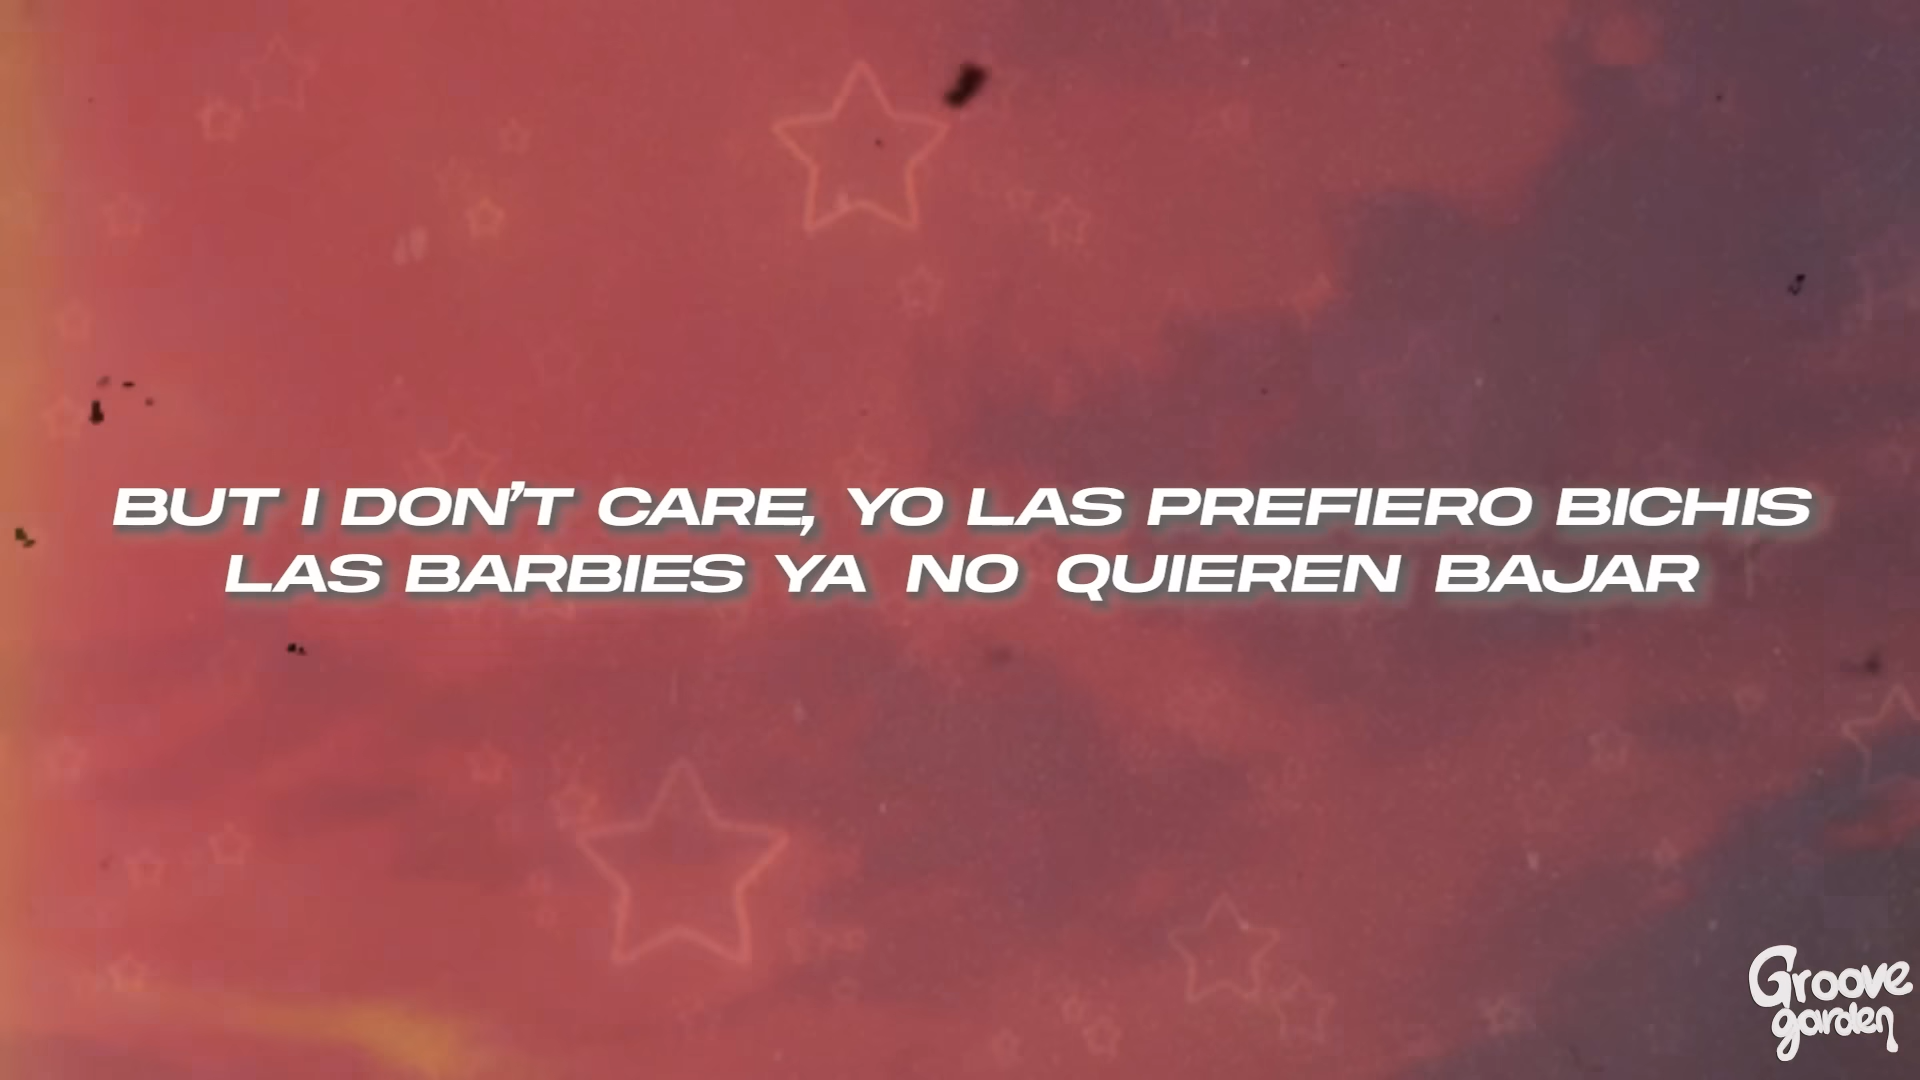 BUT I DON'T CARE, YO LAS PREFIERO BICHIS
LAS BARBIES YA NO QUIEREN BAJAR
Groove
garden